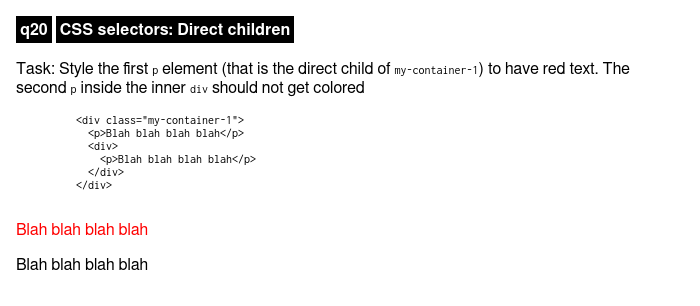 q20 CSS selectors: Direct children
Task: Style the first p element (that is the direct child of my-container-1) to have red text. The
second p inside the inner div should not get colored
<div class="my-container-1">
  <p>Blah blah blah blah</p>
  <div>
    <p>Blah blah blah blah</p>
  </div>
</div>
Blah blah blah blah
Blah blah blah blah